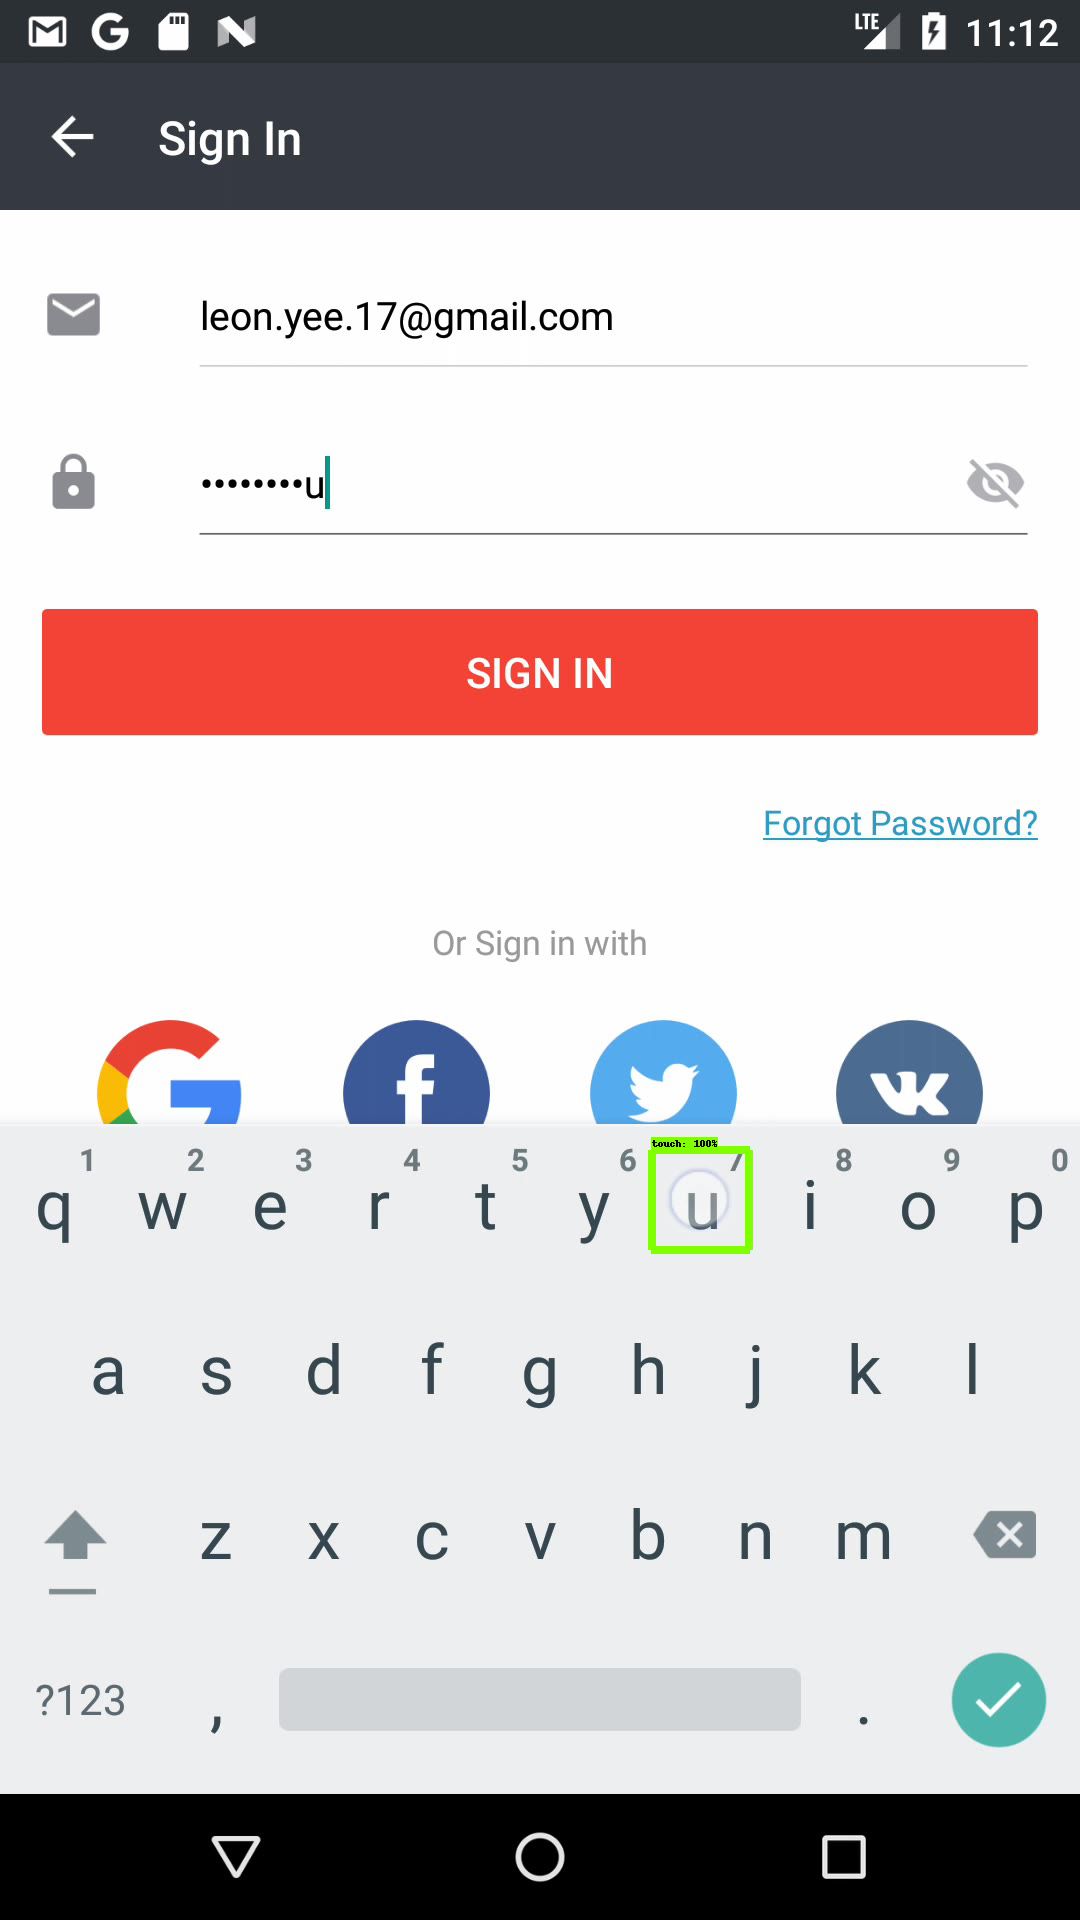 LTE 11:12
Sign In
leon.yee.17@gmail.com
••••••••u
SIGN IN
Forgot Password?
Or Sign in with
touch: 100%
1 2 3 4 5 6 7 8 9 0
q w e r t y u i o p
a s d f g h j k l
z x c v b n m
?123 , .